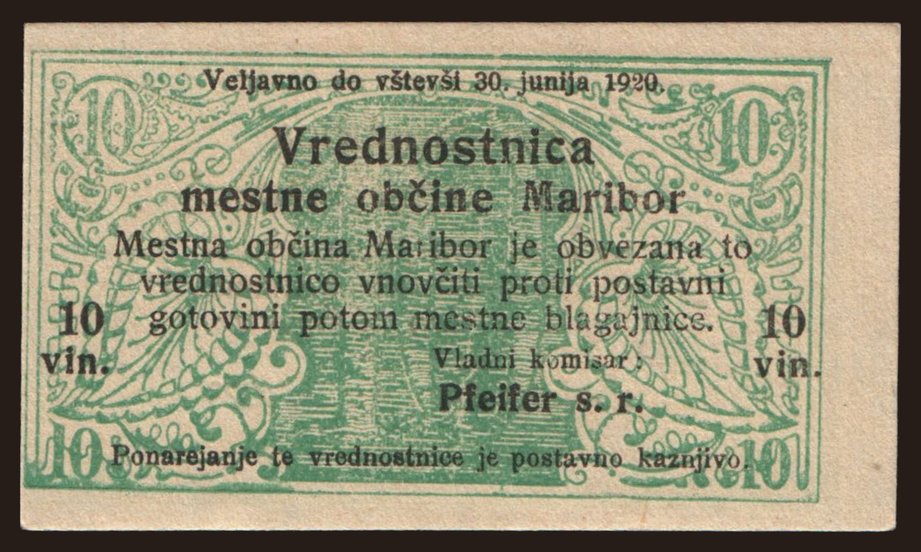 10 Veljavno do vštevši 30. junija 1920. 10
Vrednostnica
mestne občine Maribor
Mestna občina Maribor je obvezana to
vrednostnico vnovčiti proti postavni
gotovini potom mestne blagajnice.
10 10
vin. vin.
Vladni komisar:
Pfeifer s. r.
10 Ponarejanje te vrednostnice je postavno kaznjivo. 10